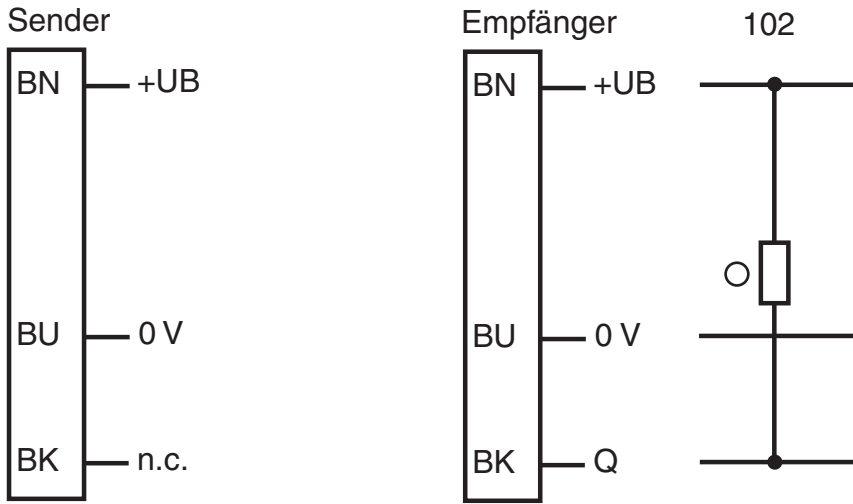 Sender
BN +UB
BU 0 V
BK n.c.
Empfänger
BN +UB
BU 0 V
BK Q
102